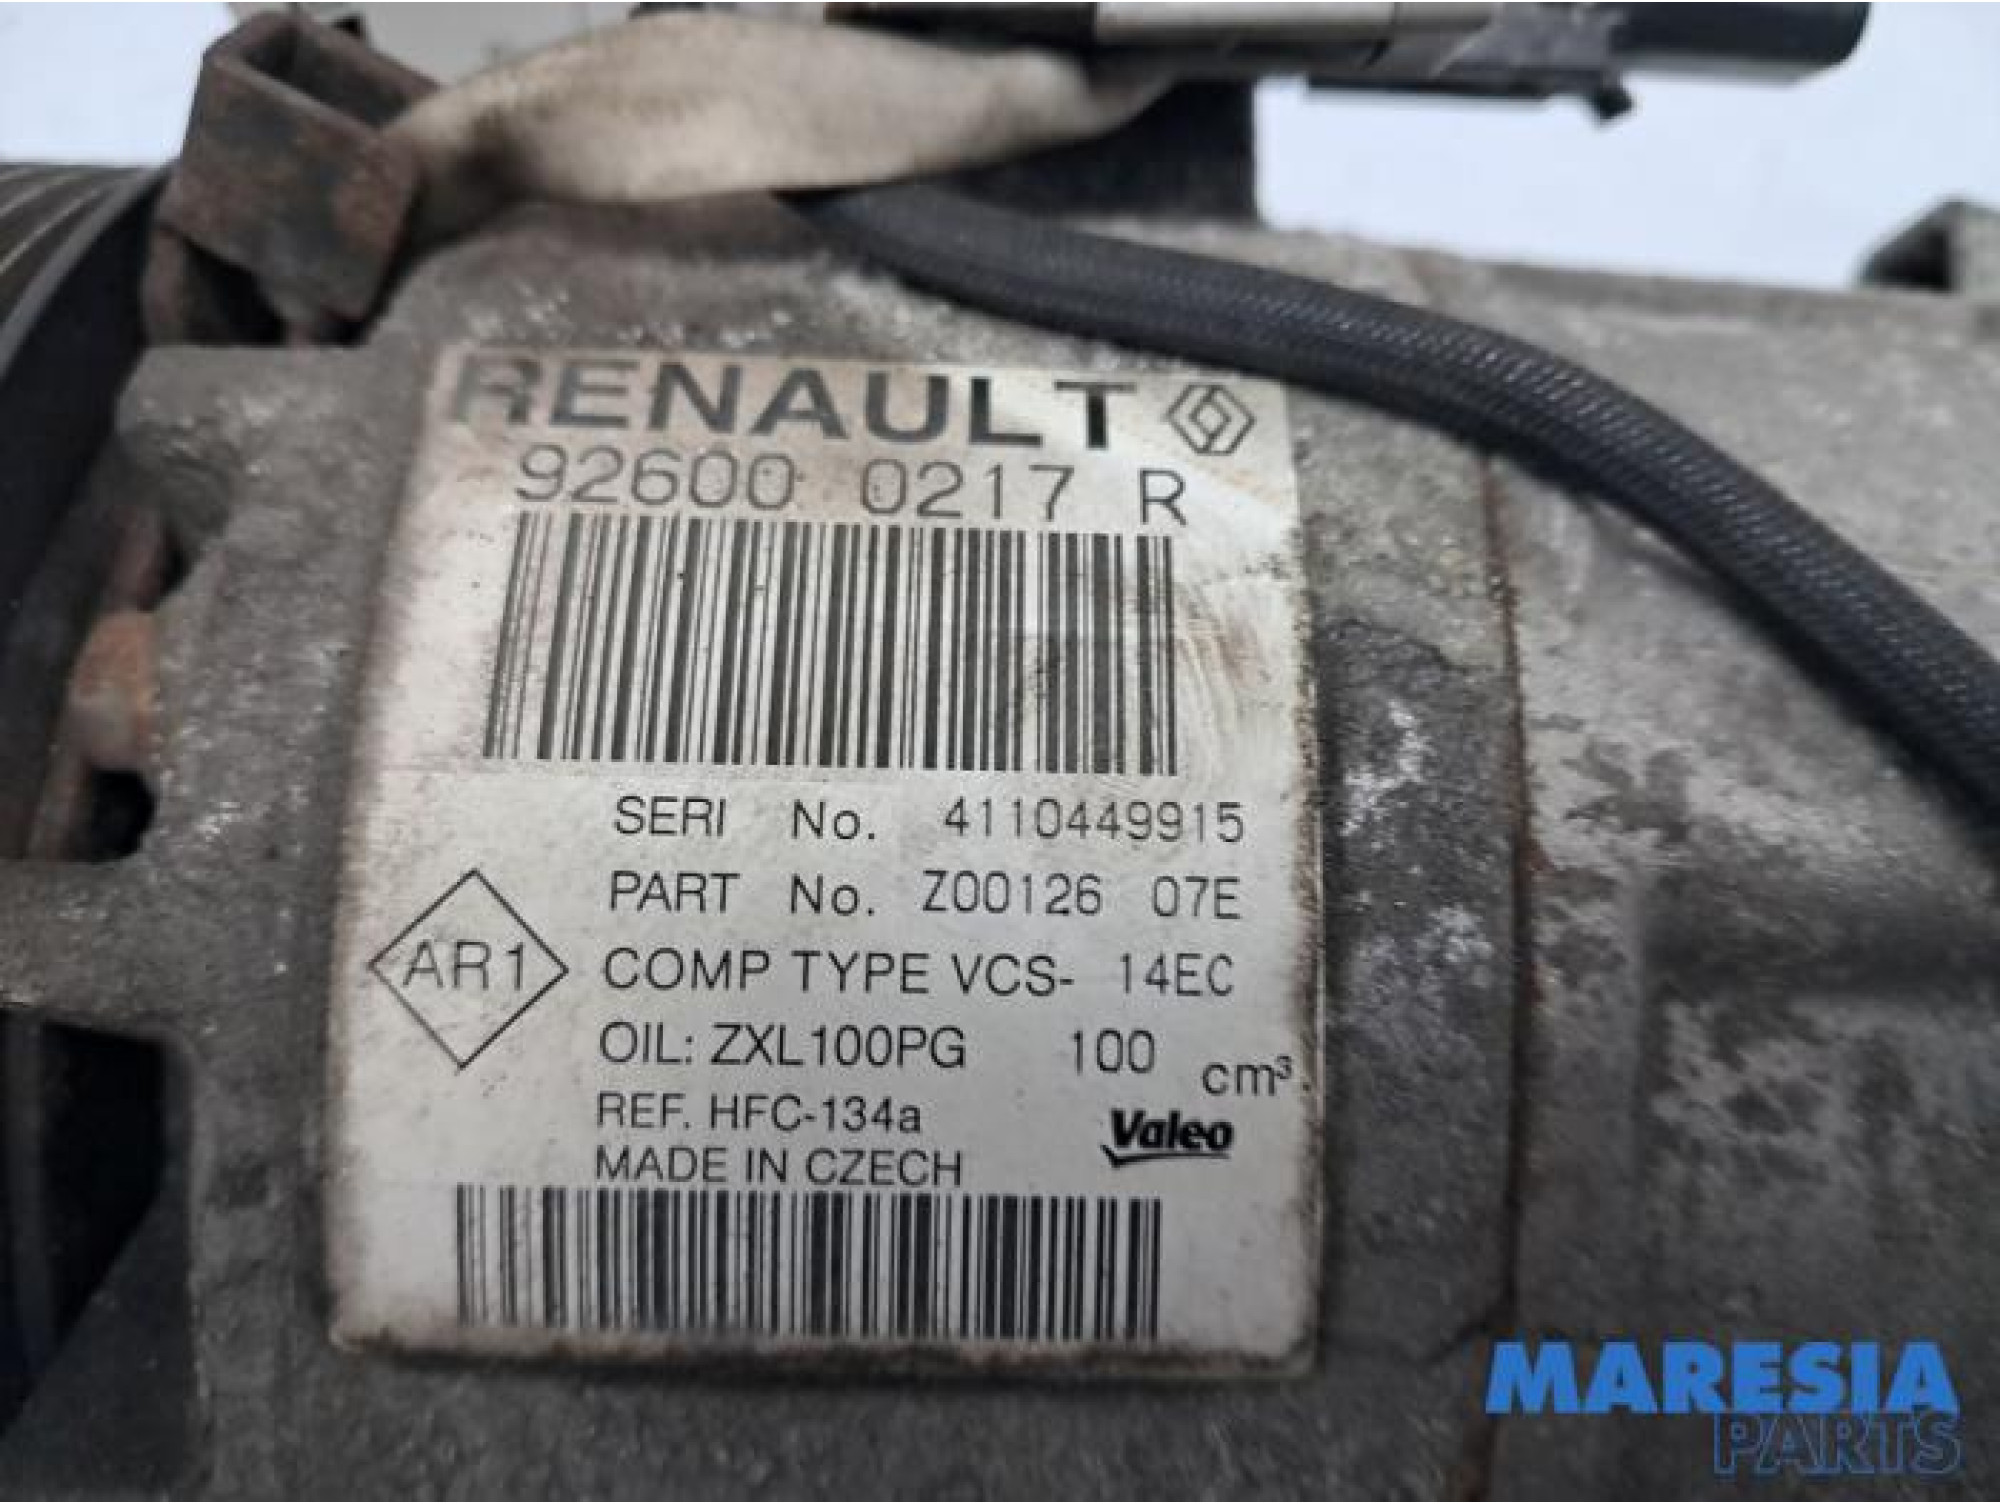 RENAULT
92600 0217 R
SERI No. 4110449915
PART No. Z00126 07E
AR1
COMP TYPE VCS- 14EC
OIL: ZXL100PG 100 cm³
REF. HFC-134a
Valeo
MADE IN CZECH
MARESIA
PARTS